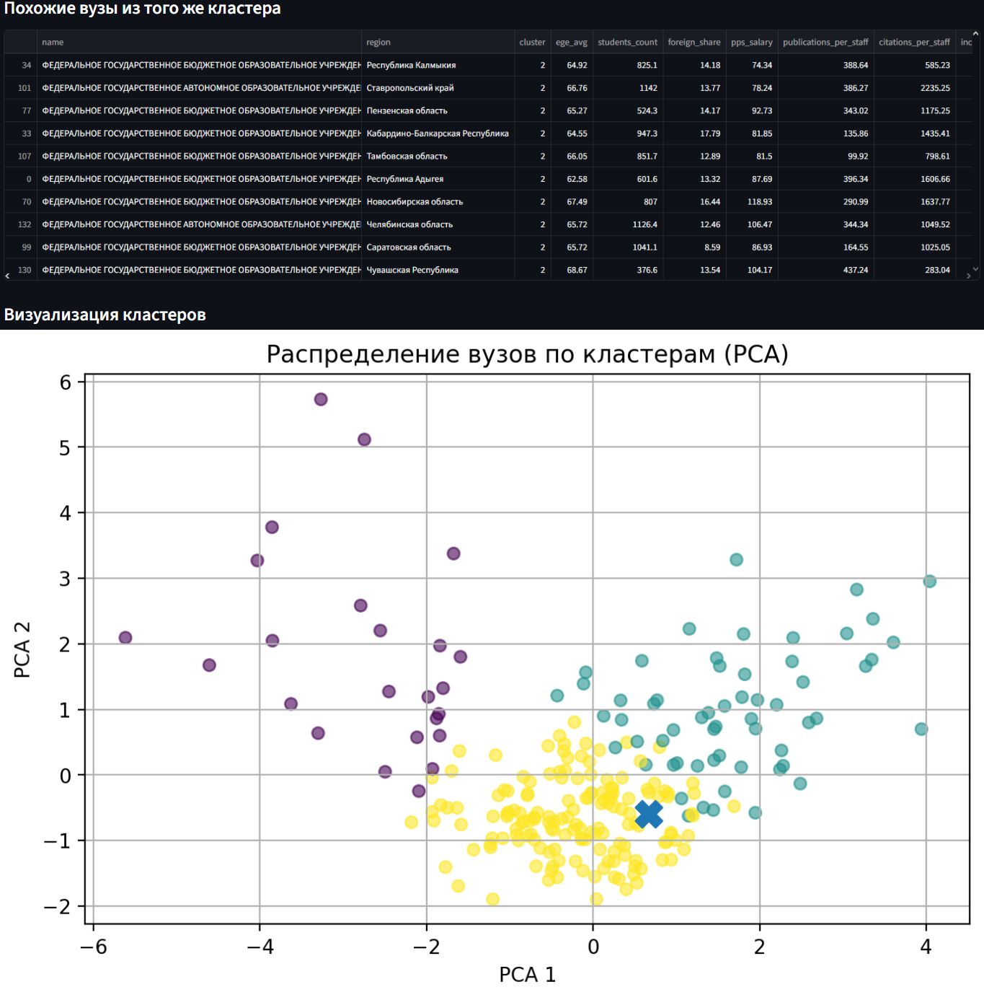 Похожие вузы из того же кластера
name region cluster ege_avg students_count foreign_share pps_salary publications_per_staff citations_per_staff inc
34 ФЕДЕРАЛЬНОЕ ГОСУДАРСТВЕННОЕ БЮДЖЕТНОЕ ОБРАЗОВАТЕЛЬНОЕ УЧРЕЖДЕН Республика Калмыкия 2 64.92 825.1 14.18 74.34 388.64 585.23
101 ФЕДЕРАЛЬНОЕ ГОСУДАРСТВЕННОЕ АВТОНОМНОЕ ОБРАЗОВАТЕЛЬНОЕ УЧРЕЖДЕ Ставропольский край 2 66.76 1142 13.77 78.24 386.27 2235.25
77 ФЕДЕРАЛЬНОЕ ГОСУДАРСТВЕННОЕ БЮДЖЕТНОЕ ОБРАЗОВАТЕЛЬНОЕ УЧРЕЖДЕН Пензенская область 2 65.27 524.3 14.17 92.73 343.02 1175.25
33 ФЕДЕРАЛЬНОЕ ГОСУДАРСТВЕННОЕ БЮДЖЕТНОЕ ОБРАЗОВАТЕЛЬНОЕ УЧРЕЖДЕН Кабардино-Балкарская Республика 2 64.55 947.3 17.79 81.85 135.86 1435.41
107 ФЕДЕРАЛЬНОЕ ГОСУДАРСТВЕННОЕ БЮДЖЕТНОЕ ОБРАЗОВАТЕЛЬНОЕ УЧРЕЖДЕН Тамбовская область 2 66.05 851.7 12.89 81.5 99.92 798.61
0 ФЕДЕРАЛЬНОЕ ГОСУДАРСТВЕННОЕ БЮДЖЕТНОЕ ОБРАЗОВАТЕЛЬНОЕ УЧРЕЖДЕН Республика Адыгея 2 62.58 601.6 13.32 87.69 396.34 1606.66
70 ФЕДЕРАЛЬНОЕ ГОСУДАРСТВЕННОЕ БЮДЖЕТНОЕ ОБРАЗОВАТЕЛЬНОЕ УЧРЕЖДЕН Новосибирская область 2 67.49 807 16.44 118.93 290.99 1637.77
132 ФЕДЕРАЛЬНОЕ ГОСУДАРСТВЕННОЕ АВТОНОМНОЕ ОБРАЗОВАТЕЛЬНОЕ УЧРЕЖДЕ Челябинская область 2 65.72 1126.4 12.46 106.47 344.34 1049.52
99 ФЕДЕРАЛЬНОЕ ГОСУДАРСТВЕННОЕ БЮДЖЕТНОЕ ОБРАЗОВАТЕЛЬНОЕ УЧРЕЖДЕН Саратовская область 2 65.72 1041.1 8.59 86.93 164.55 1025.05
130 ФЕДЕРАЛЬНОЕ ГОСУДАРСТВЕННОЕ БЮДЖЕТНОЕ ОБРАЗОВАТЕЛЬНОЕ УЧРЕЖДЕН Чувашская Республика 2 68.67 376.6 13.54 104.17 437.24 283.04
Визуализация кластеров
Распределение вузов по кластерам (PCA)
6
5
4
3
2
1
0
−1
−2
PCA 2
−6 −4 −2 0 2 4
PCA 1